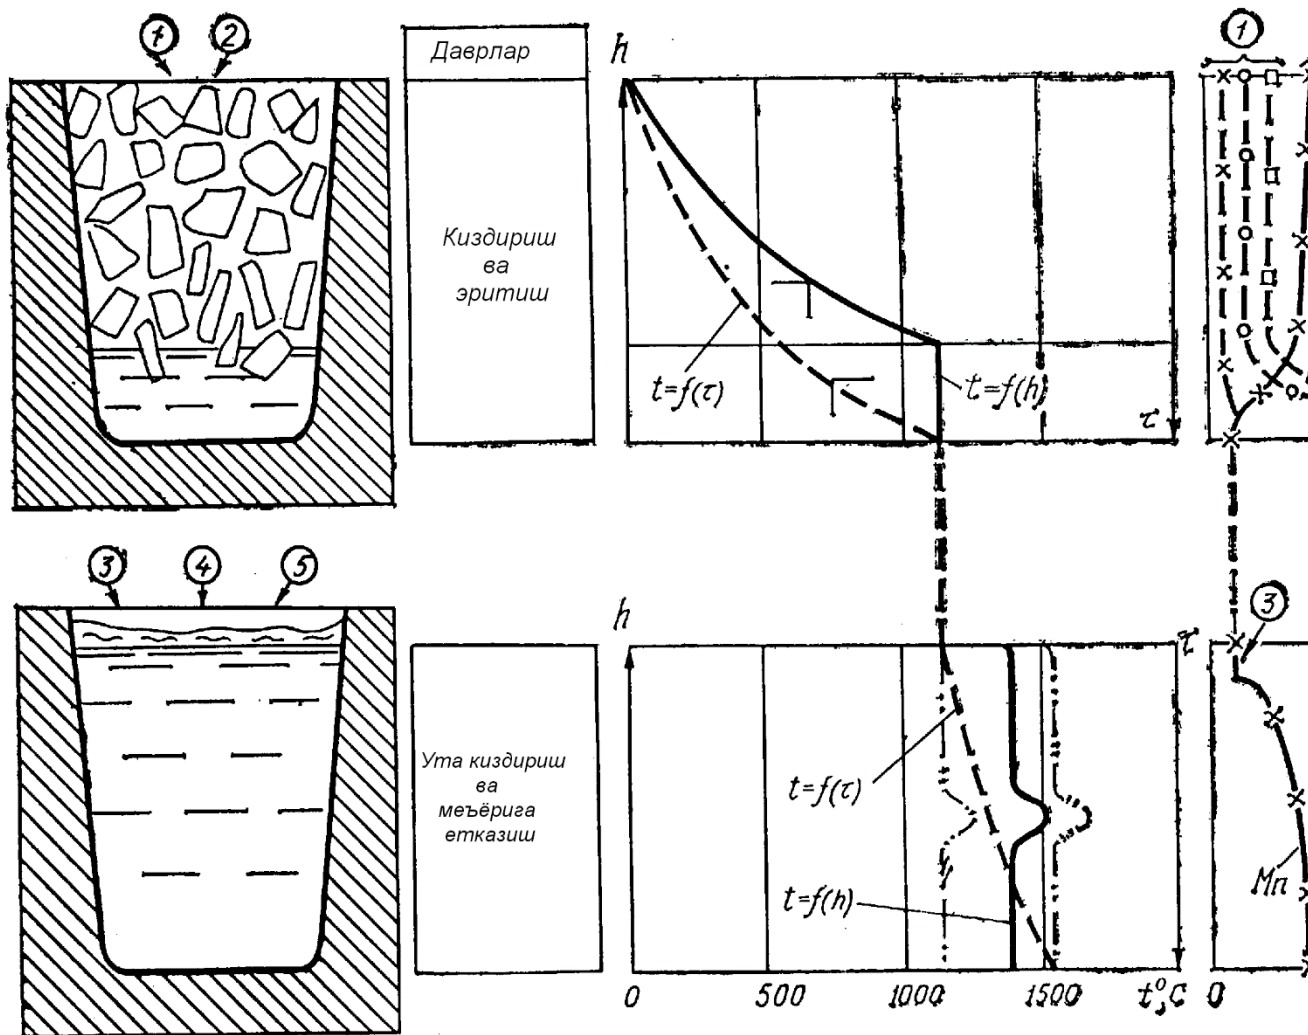 1 2
Даврлар
h
1
Киздириш
ва
эритиш
t=f(τ)
t=f(h)
τ
3 4 5
h
τ
3
Ута киздириш
ва
меъёрига
етказиш
t=f(τ)
t=f(h)
Mn
0 500 1000 1500 t°,C 0